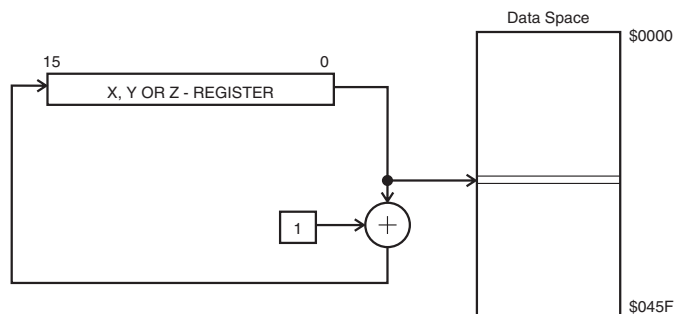 Data Space
$0000
15 0
X, Y OR Z - REGISTER
1
+
$045F